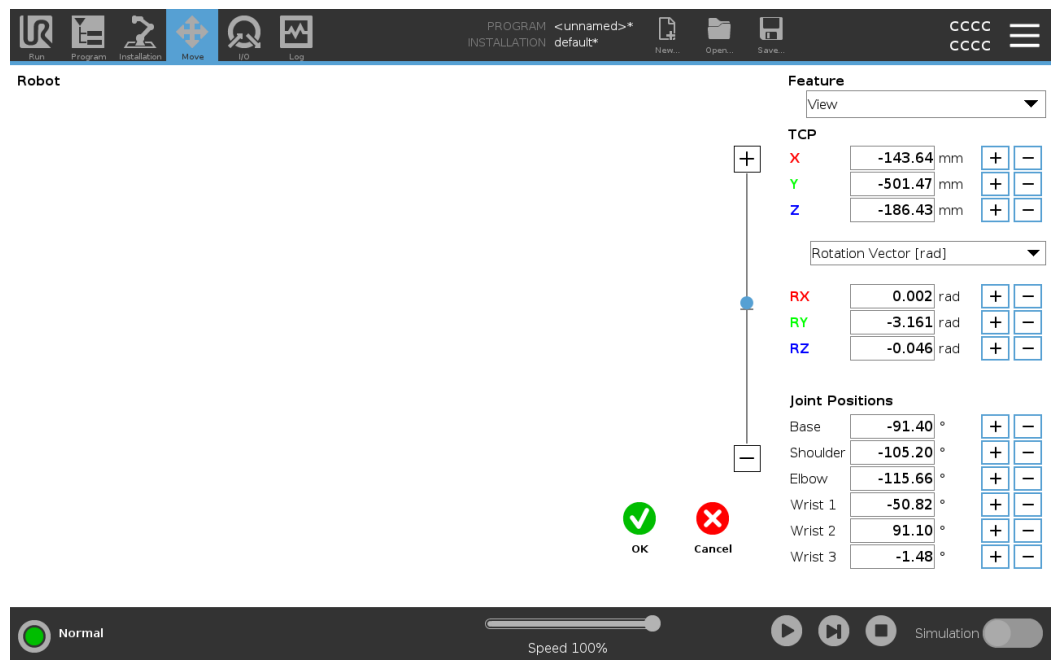 UR
Run
Program
Installation
Move
I/O
Log
PROGRAM <unnamed>*
INSTALLATION default*
New...
Open...
Save...
CCCC
CCCC
Robot
Feature
View
TCP
X -143.64 mm + −
Y -501.47 mm + −
Z -186.43 mm + −
Rotation Vector [rad]
RX 0.002 rad + −
RY -3.161 rad + −
RZ -0.046 rad + −
Joint Positions
Base -91.40 ° + −
Shoulder -105.20 ° + −
Elbow -115.66 ° + −
Wrist 1 -50.82 ° + −
Wrist 2 91.10 ° + −
Wrist 3 -1.48 ° + −
OK
Cancel
Normal
Speed 100%
Simulation